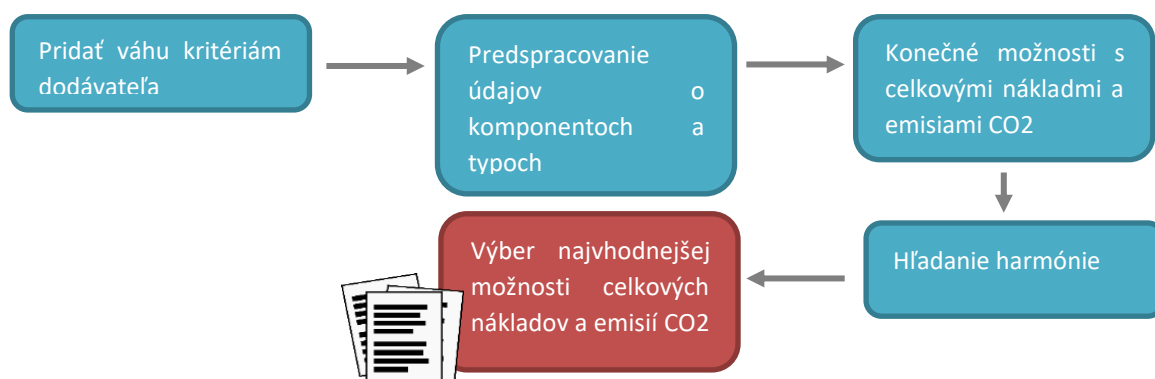 Pridať váhu kritériám
dodávateľa
Predspracovanie
údajov o
komponentoch a
typoch
Konečné možnosti s
celkovými nákladmi a
emisiami CO2
Hľadanie harmónie
Výber najvhodnejšej
možnosti celkových
nákladov a emisií CO2